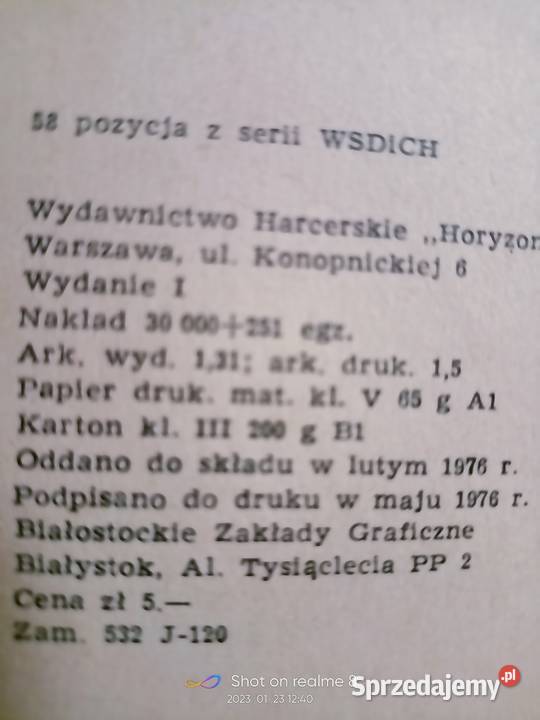 58 pozycja z serii WSDiCH
Wydawnictwo Harcerskie „Horyzon
Warszawa, ul. Konopnickiej 6
Wydanie I
Nakład 30 000+251 egz.
Ark. wyd. 1,31; ark. druk. 1,5
Papier druk. mat. kl. V 65 g A1
Karton kl. III 200 g B1
Oddano do składu w lutym 1976 r.
Podpisano do druku w maju 1976 r.
Białostockie Zakłady Graficzne
Białystok, Al. Tysiąclecia PP 2
Cena zł 5.—
Zam. 532 J-120
Shot on realme 8
2023.01.23 12:40
Sprzedajemy.pl